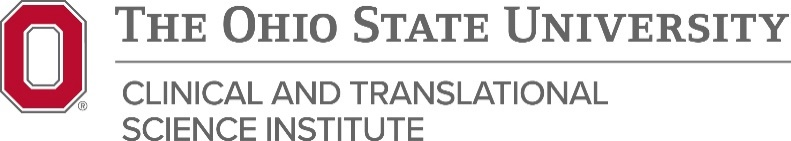 O®
THE OHIO STATE UNIVERSITY
CLINICAL AND TRANSLATIONAL
SCIENCE INSTITUTE